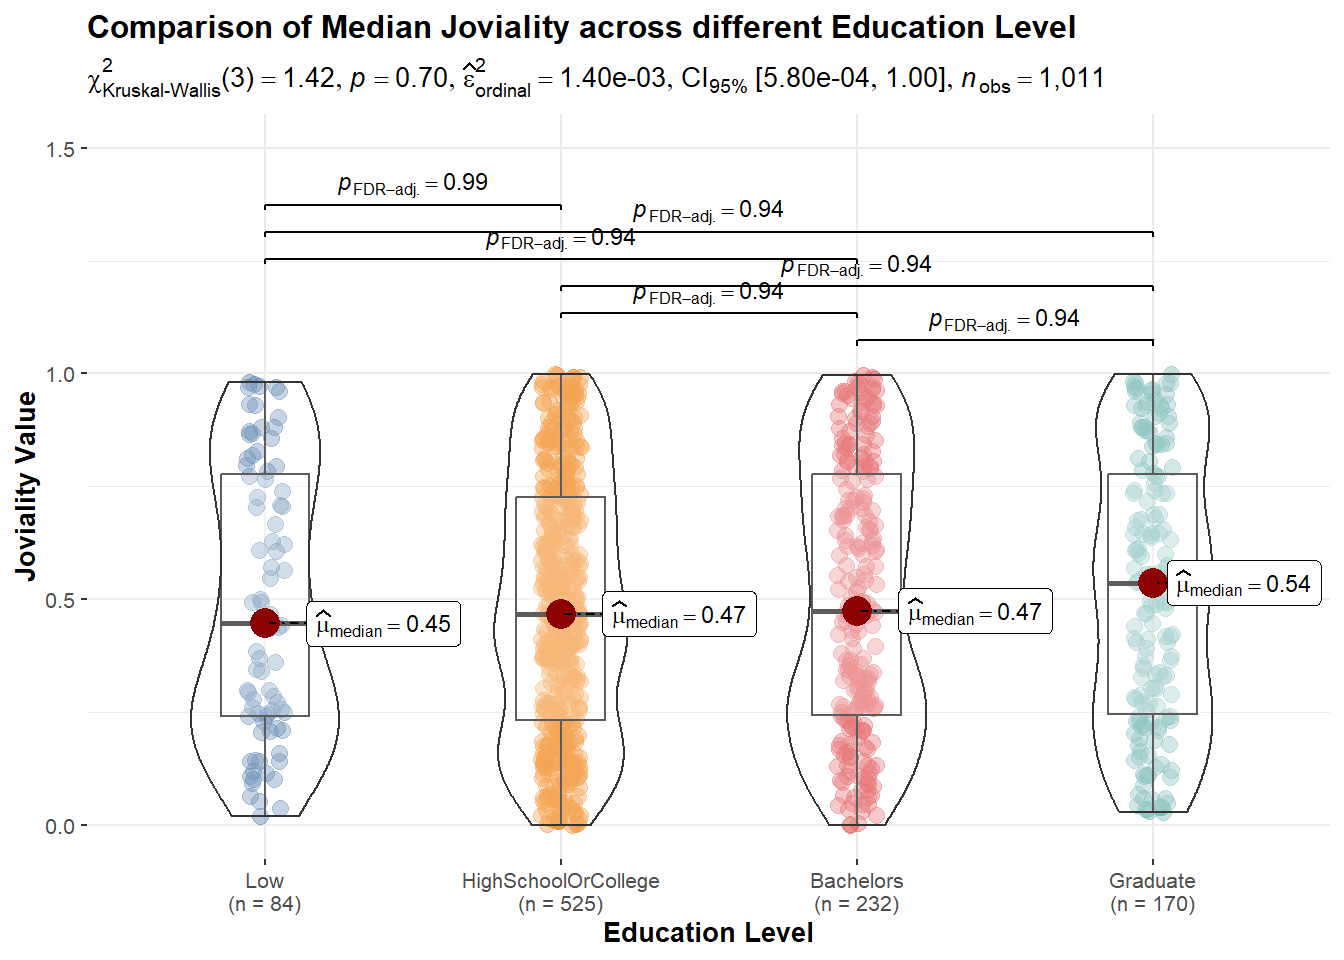 Comparison of Median Joviality across different Education Level
χ²Kruskal-Wallis(3) = 1.42, p = 0.70, ε̂²ordinal = 1.40e-03, CI95% [5.80e-04, 1.00], nobs = 1,011
1.5
pFDR–adj. = 0.99
pFDR–adj. = 0.94
pFDR–adj. = 0.94
pFDR–adj. = 0.94
pFDR–adj. = 0.94
pFDR–adj. = 0.94
1.0
Joviality Value
0.5
μ̂median = 0.45
μ̂median = 0.47
μ̂median = 0.47
μ̂median = 0.54
0.0
Low
(n = 84)
HighSchoolOrCollege
(n = 525)
Bachelors
(n = 232)
Graduate
(n = 170)
Education Level